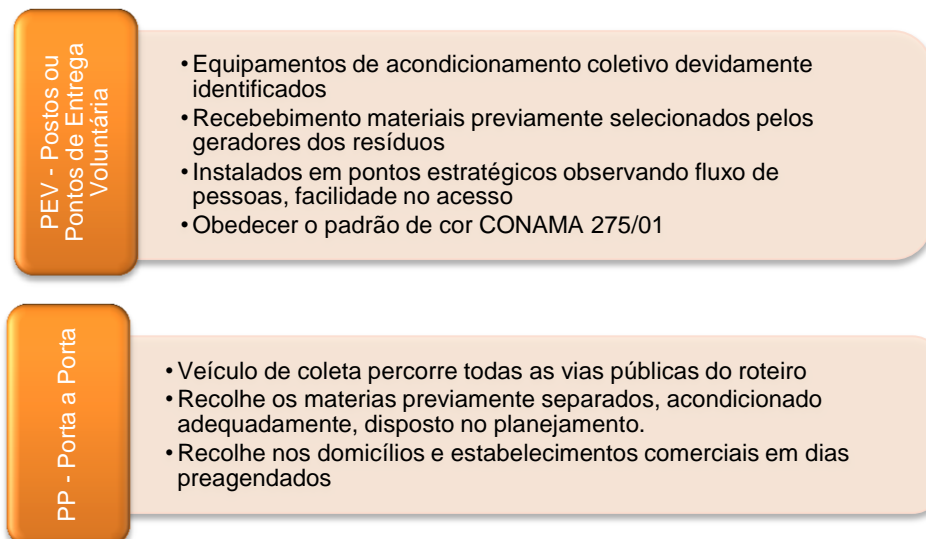 PEV - Postos ou
Pontos de Entrega
Voluntária
• Equipamentos de acondicionamento coletivo devidamente
identificados
• Recebebimento materiais previamente selecionados pelos
geradores dos resíduos
• Instalados em pontos estratégicos observando fluxo de
pessoas, facilidade no acesso
• Obedecer o padrão de cor CONAMA 275/01
PP - Porta a Porta
• Veículo de coleta percorre todas as vias públicas do roteiro
• Recolhe os materias previamente separados, acondicionado
adequadamente, disposto no planejamento.
• Recolhe nos domicílios e estabelecimentos comerciais em dias
preagendados